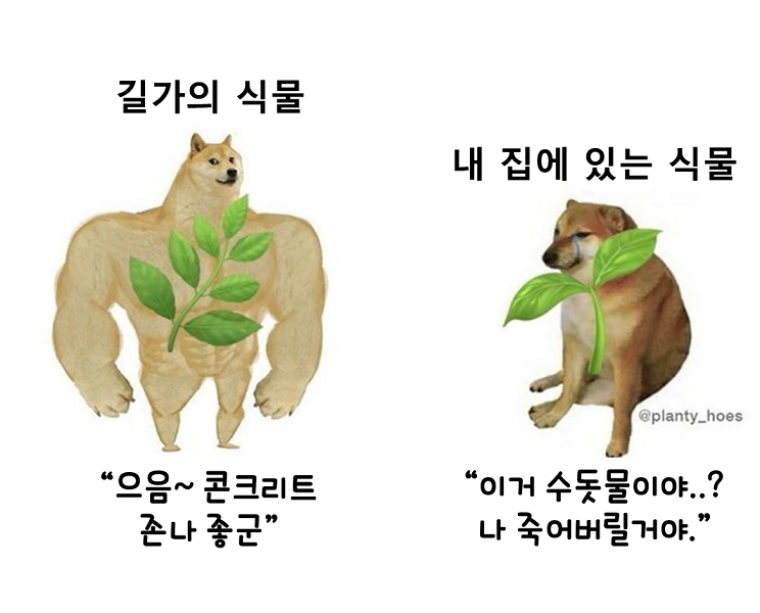 길가의 식물
내 집에 있는 식물
@planty_hoes
“으음~ 콘크리트
존나 좋군”
“이거 수돗물이야..?
나 죽어버릴거야.”